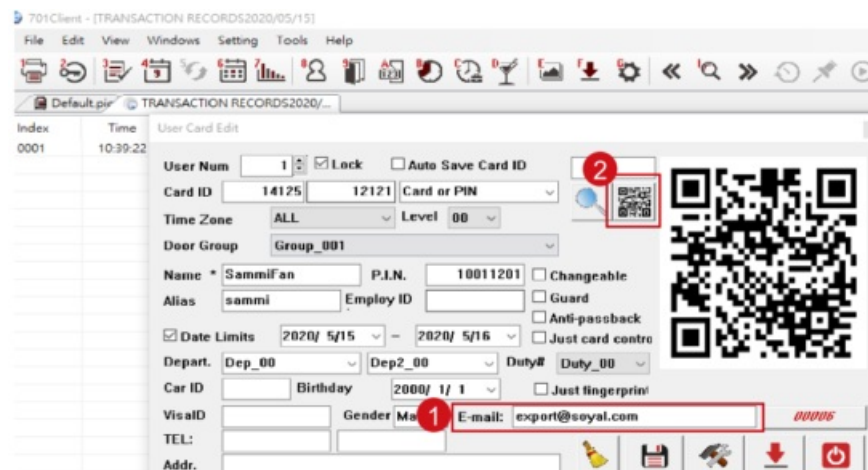 701Client - [TRANSACTION RECORDS2020/05/15]
File Edit View Windows Setting Tools Help
Default.pic TRANSACTION RECORDS2020/...
Index Time User Card Edit
0001 10:39:22
User Num 1 Lock Auto Save Card ID
2
Card ID 14125 12121 Card or PIN
Time Zone ALL Level 00
Door Group Group_001
Name * SammiFan P.I.N. 10011201 Changeable
Alias sammi Employ ID Guard
Anti-passback
Date Limits 2020/ 5/15 - 2020/ 5/16 Just card contro
Depart. Dep_00 Dep2_00 Duty# Duty_00
Car ID Birthday 2000/ 1/ 1 Just fingerprint
VisaID Gender Ma 1 E-mail: export@soyal.com 00006
TEL:
Addr.